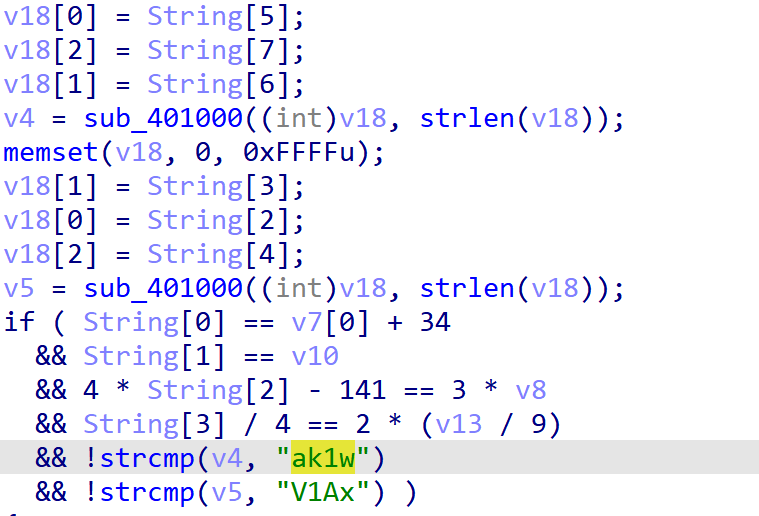 v18[0] = String[5];
v18[2] = String[7];
v18[1] = String[6];
v4 = sub_401000((int)v18, strlen(v18));
memset(v18, 0, 0xFFFFu);
v18[1] = String[3];
v18[0] = String[2];
v18[2] = String[4];
v5 = sub_401000((int)v18, strlen(v18));
if ( String[0] == v7[0] + 34
&& String[1] == v10
&& 4 * String[2] - 141 == 3 * v8
&& String[3] / 4 == 2 * (v13 / 9)
&& !strcmp(v4, "ak1w")
&& !strcmp(v5, "V1Ax") )